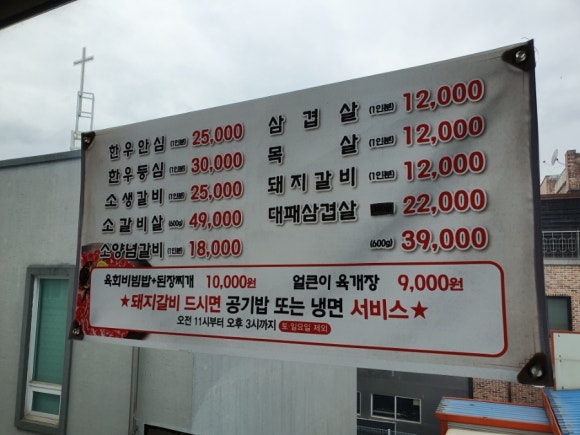 한우안심 (1인분) 25,000
한우등심 (1인분) 30,000
소생갈비 (1인분) 25,000
소갈비살 (600g) 49,000
소양념갈비 (1인분) 18,000
삼겹살 (1인분) 12,000
목살 (1인분) 12,000
돼지갈비 (1인분) 12,000
대패삼겹살 22,000
(600g) 39,000
육회비빔밥+된장찌개 10,000원 얼큰이 육개장 9,000원
★돼지갈비 드시면 공기밥 또는 냉면 서비스★
오전 11시부터 오후 3시까지 토·일요일 제외